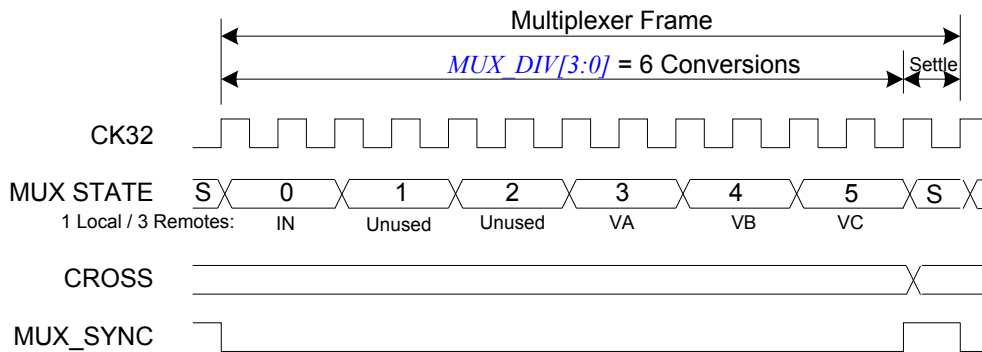 Multiplexer Frame
MUX_DIV[3:0] = 6 Conversions
Settle
CK32
MUX STATE
S 0 1 2 3 4 5 S
1 Local / 3 Remotes: IN Unused Unused VA VB VC
CROSS
MUX_SYNC